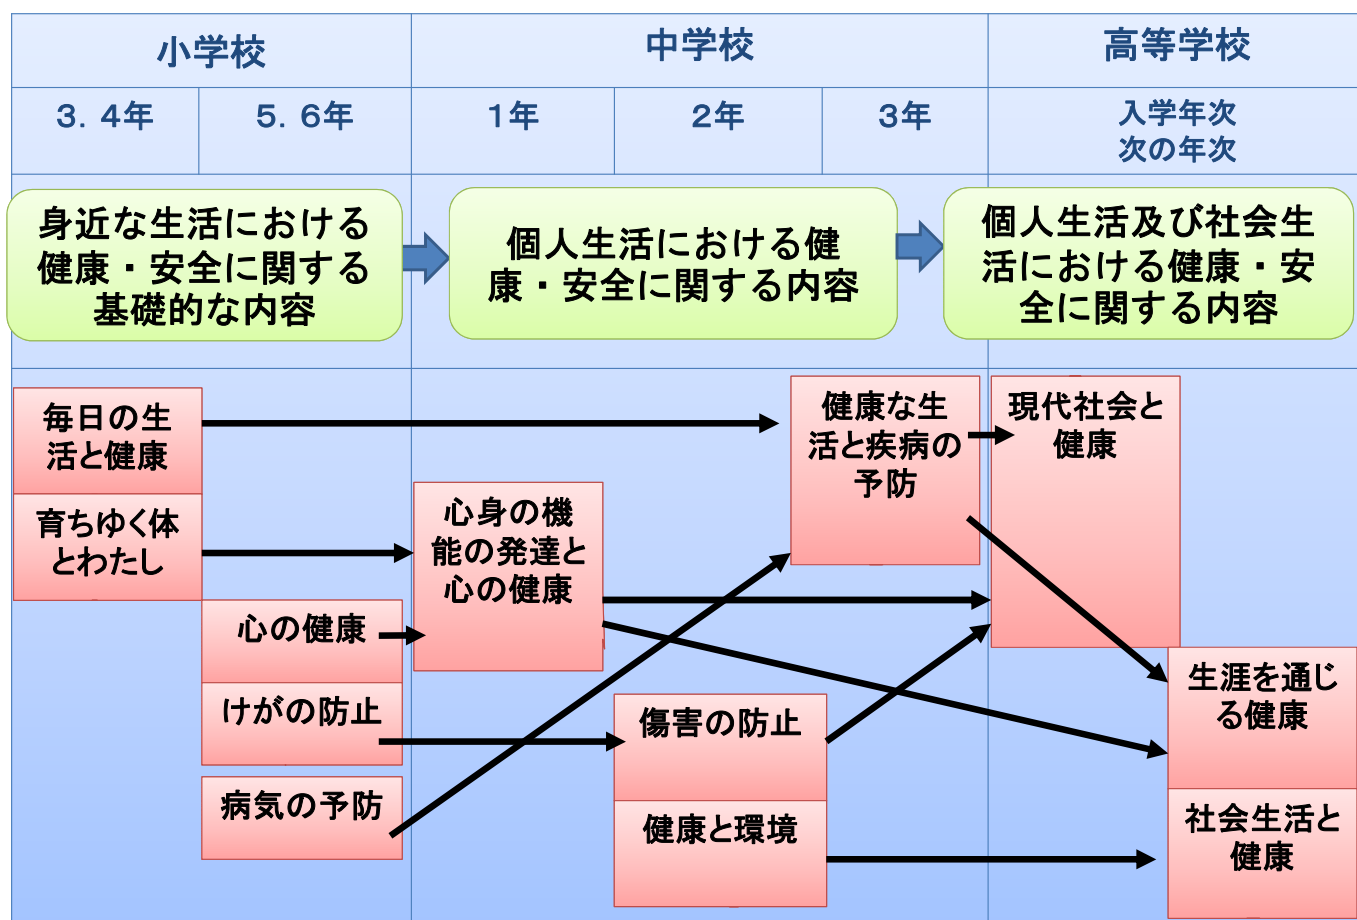 小学校
中学校
高等学校
3．4年
5．6年
1年
2年
3年
入学年次
次の年次
身近な生活における
健康・安全に関する
基礎的な内容
個人生活における健
康・安全に関する内容
個人生活及び社会生
活における健康・安
全に関する内容
毎日の生
活と健康
育ちゆく体
とわたし
心の健康
けがの防止
病気の予防
心身の機
能の発達と
心の健康
傷害の防止
健康と環境
健康な生
活と疾病の
予防
現代社会と
健康
生涯を通じ
る健康
社会生活と
健康